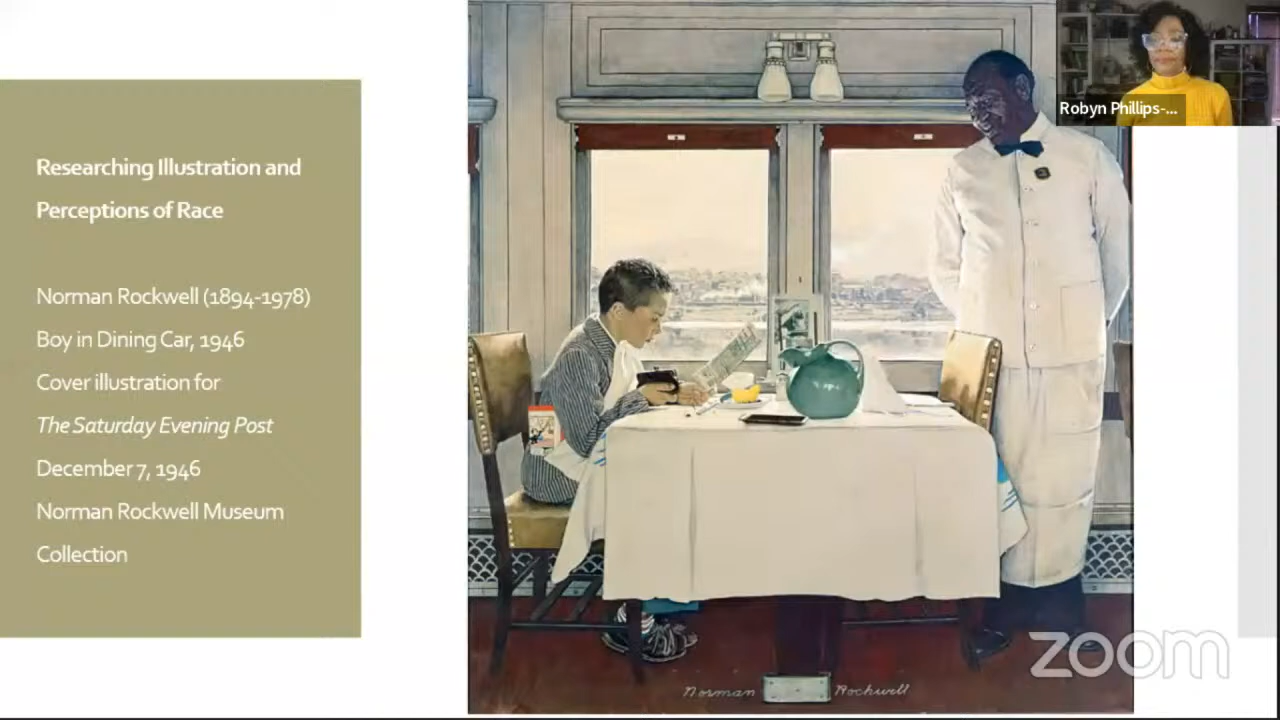 Researching Illustration and
Perceptions of Race
Norman Rockwell (1894-1978)
Boy in Dining Car, 1946
Cover illustration for
The Saturday Evening Post
December 7, 1946
Norman Rockwell Museum
Collection
Robyn Phillips-...
Norman Rockwell
zoom